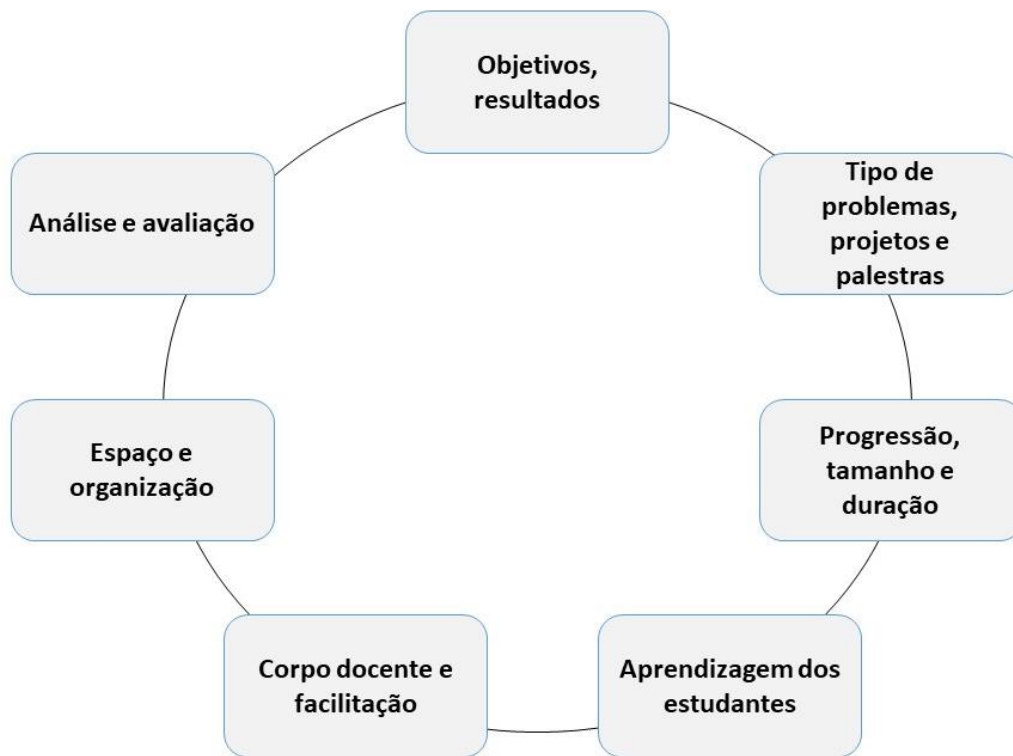 Objetivos,
resultados
Tipo de
problemas,
projetos e
palestras
Progressão,
tamanho e
duração
Aprendizagem dos
estudantes
Corpo docente e
facilitação
Espaço e
organização
Análise e avaliação